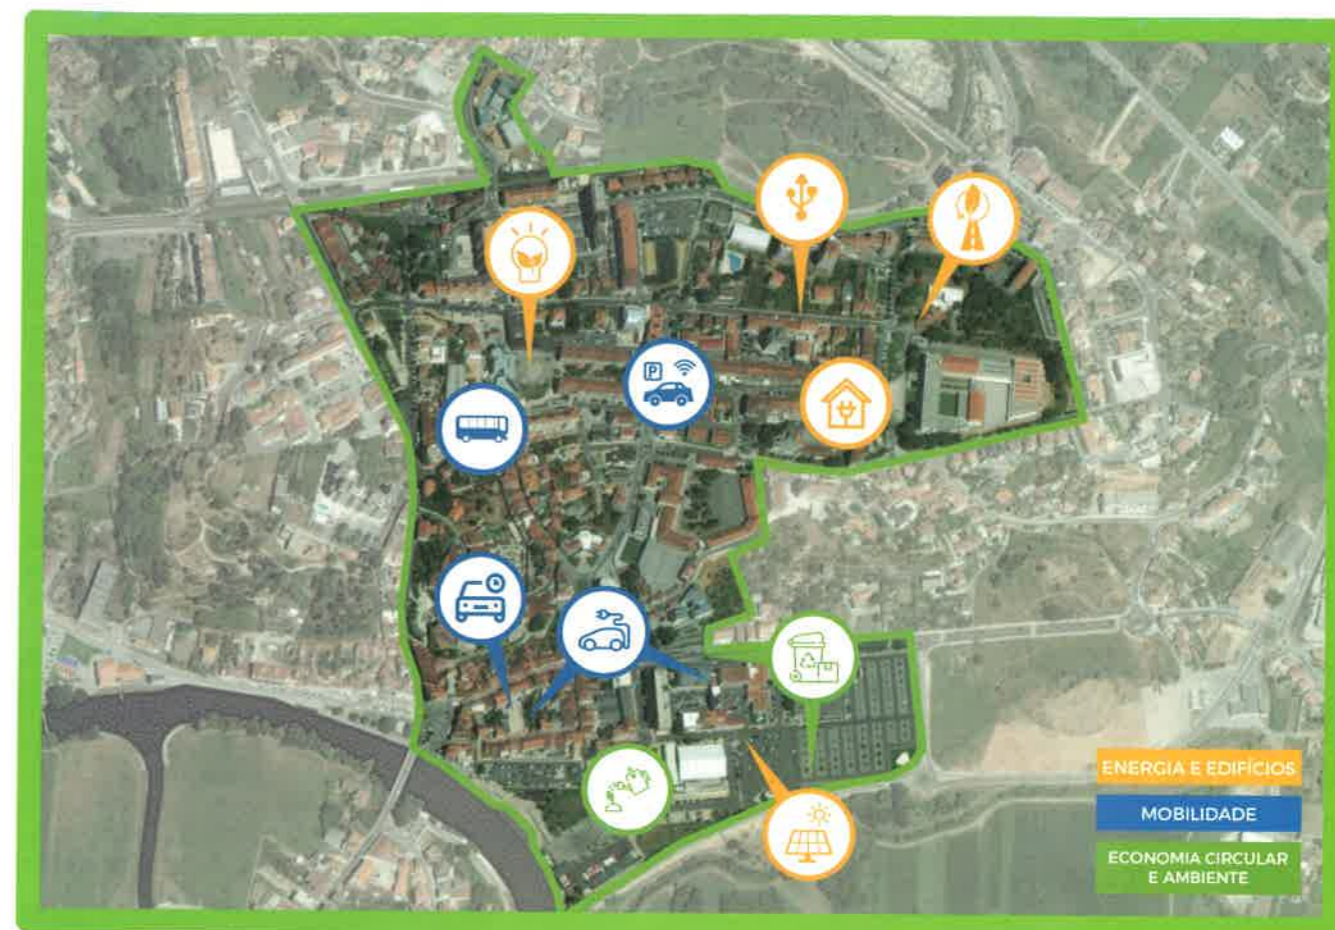 P
ENERGIA E EDIFÍCIOS
MOBILIDADE
ECONOMIA CIRCULAR
E AMBIENTE